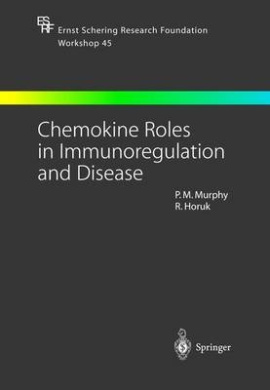 ESRF Ernst Schering Research Foundation
Workshop 45
Chemokine Roles
in Immunoregulation
and Disease
P. M. Murphy
R. Horuk
Springer